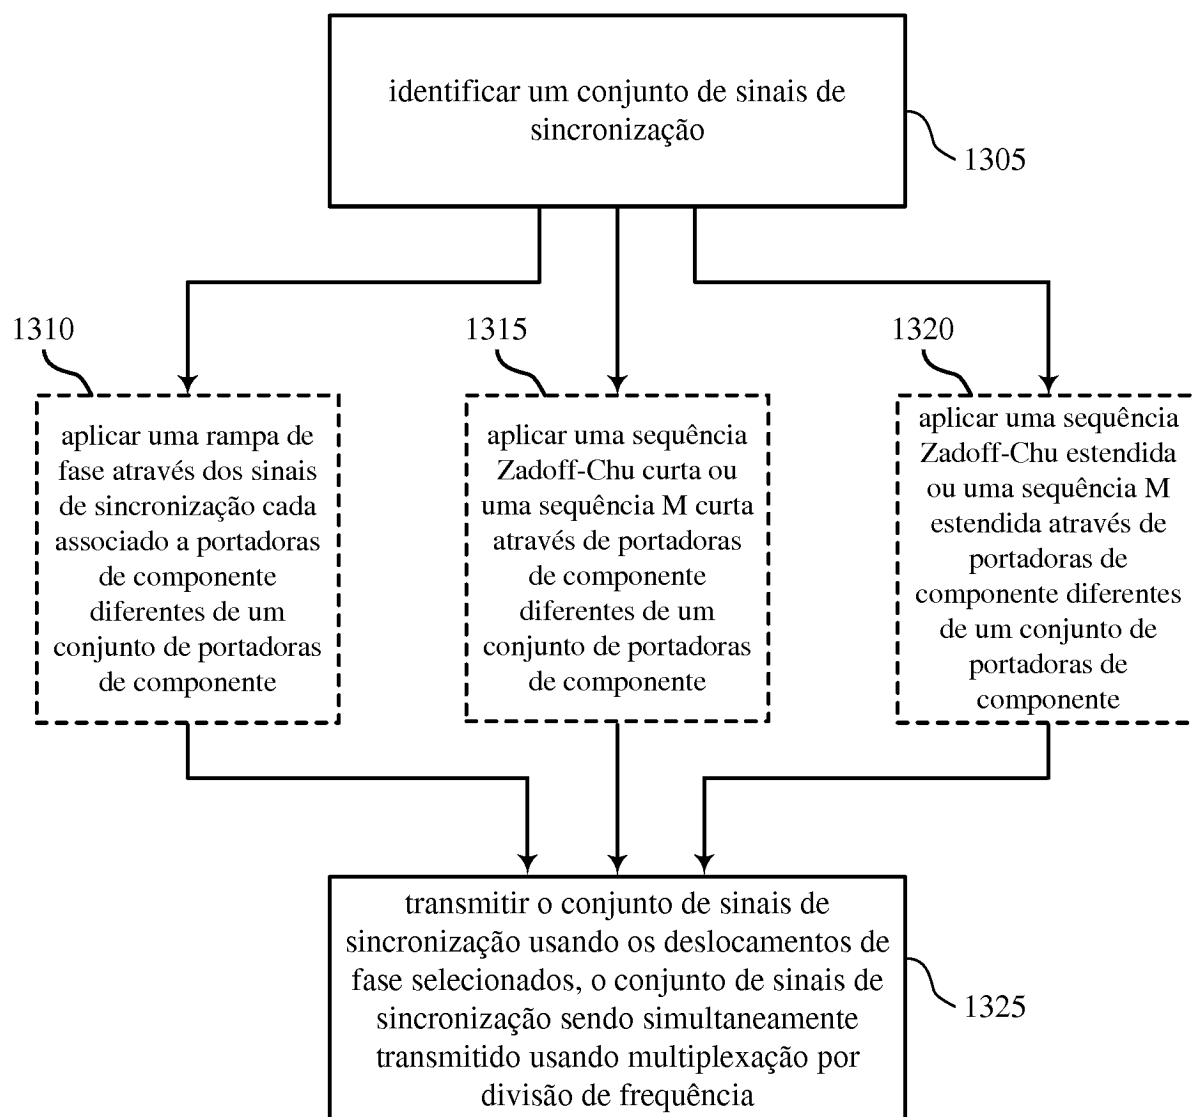 identificar um conjunto de sinais de
sincronização
1305
1310
aplicar uma rampa de
fase através dos sinais
de sincronização cada
associado a portadoras
de componente
diferentes de um
conjunto de portadoras
de componente
1315
aplicar uma sequência
Zadoff-Chu curta ou
uma sequência M curta
através de portadoras
de componente
diferentes de um
conjunto de portadoras
de componente
1320
aplicar uma sequência
Zadoff-Chu estendida
ou uma sequência M
estendida através de
portadoras de
componente diferentes
de um conjunto de
portadoras de
componente
transmitir o conjunto de sinais de
sincronização usando os deslocamentos de
fase selecionados, o conjunto de sinais de
sincronização sendo simultaneamente
transmitido usando multiplexação por
divisão de frequência
1325